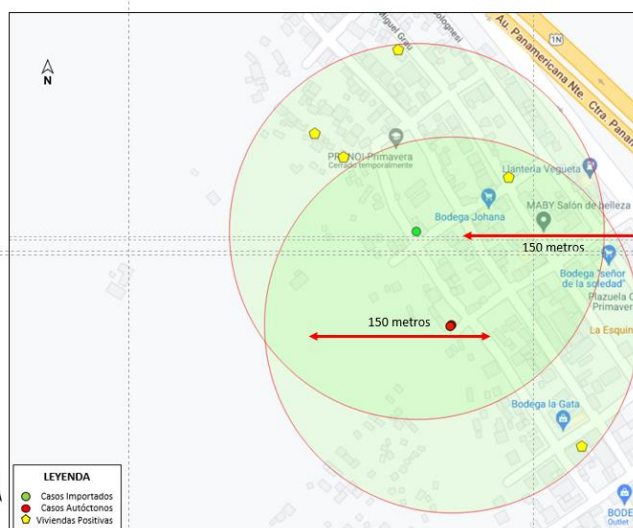 Miguel Grau
Bolognesi
Av. Panamericana Nte.
Ctra. Panam
1N
N
PRONOI Primavera
Cerrado temporalmente
Llantería Vegueta
MABY Salón de belleza
Bodega Johana
150 metros
Bodega "señor
de la soledad"
Plazuela C
Primavera
150 metros
La Esquin
Bodega la Gata
LEYENDA
Casos Importados
Casos Autóctonos
Viviendas Positivas
BODE
Outlet